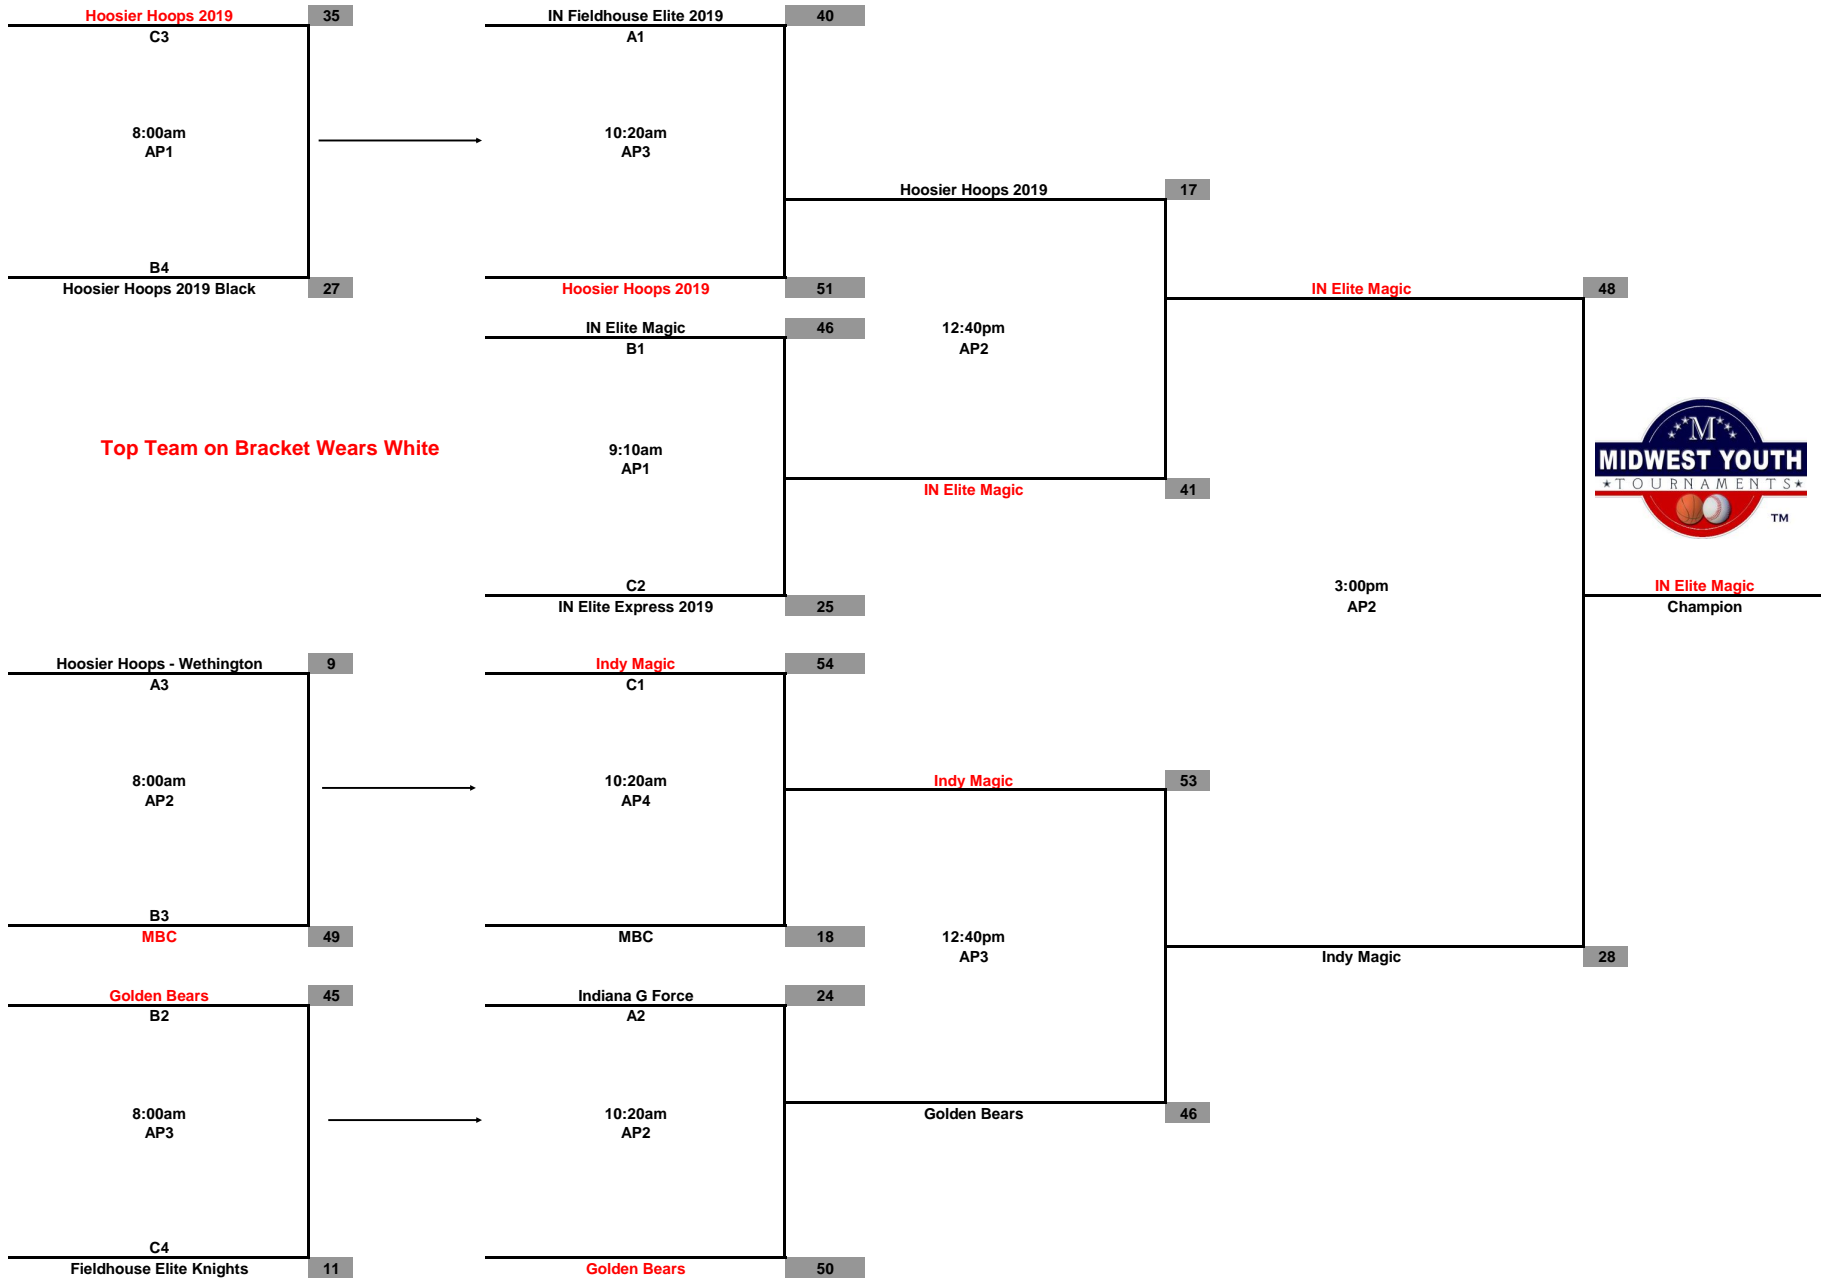 Hoosier Hoops 2019 35
C3
8:00am
AP1
B4
Hoosier Hoops 2019 Black 27
IN Fieldhouse Elite 2019 40
A1
10:20am
AP3
Hoosier Hoops 2019 51
IN Elite Magic 46
B1
Top Team on Bracket Wears White
9:10am
AP1
C2
IN Elite Express 2019 25
Hoosier Hoops - Wethington 9
A3
8:00am
AP2
B3
MBC 49
Indy Magic 54
C1
10:20am
AP4
MBC 18
Golden Bears 45
B2
8:00am
AP3
C4
Fieldhouse Elite Knights 11
Indiana G Force 24
A2
10:20am
AP2
Golden Bears 50
Hoosier Hoops 2019 17
12:40pm
AP2
IN Elite Magic 41
Indy Magic 53
12:40pm
AP3
Golden Bears 46
IN Elite Magic 48
3:00pm
AP2
Indy Magic 28
M
MIDWEST YOUTH
TOURNAMENTS
TM
IN Elite Magic
Champion